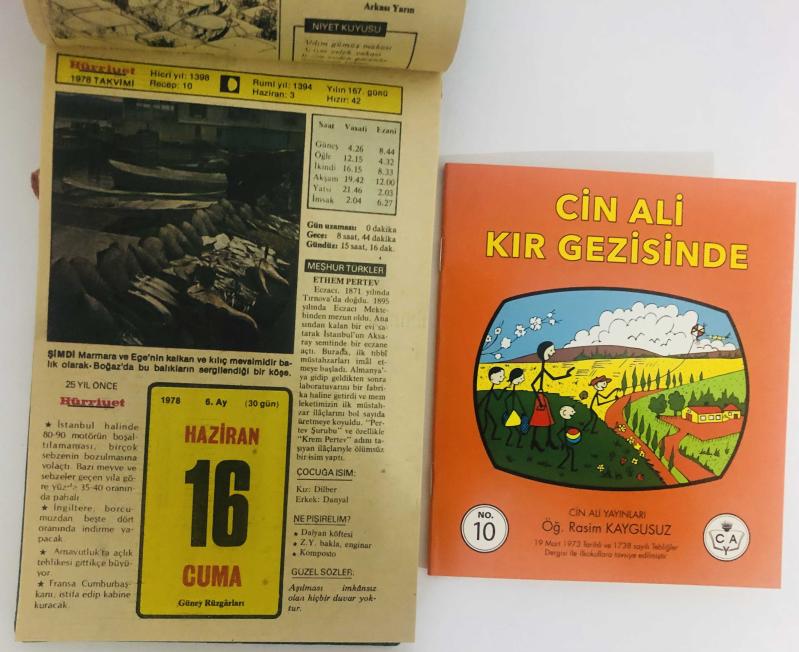 Arkası Yarın
NİYET KUYUSU
Hürriyet
1978 TAKVİMİ
Hicri yıl: 1398
Recep: 10
Rumi yıl: 1394
Haziran: 3
Yılın 167. günü
Hızır: 42
Saat Vasati Ezani
Güneş 4.26 8.44
Öğle 12.15 4.32
İkindi 16.15 8.33
Akşam 19.42 12.00
Yatsı 21.46 2.03
İmsak 2.04 6.27
Gün uzaması: 0 dakika
Gece: 8 saat, 44 dakika
Gündüz: 15 saat, 16 dak.
MEŞHUR TÜRKLER
ETHEM PERTEV
Eczacı, 1871 yılında
Tırnova'da doğdu. 1895
yılında Eczacı Mekte-
binden mezun oldu. Ana
sından kalan bir evi sa-
tarak İstanbul'un Aksa-
ray semtinde bir eczane
açtı. Burada, ilk tıbbî
müstahzarları imâl et-
meye başladı. Almanya'-
ya gidip geldikten sonra
laboratuvarını bir fabri-
ka haline getirdi ve mem
leketimizin ilk müstah-
zar ilâçlarını bol sayıda
üretmeye koyuldu. "Per-
tev Şurubu" ve özellikle
"Krem Pertev" adını ta-
şıyan ilâçlariyle ölümsüz
bir isim yaptı.
ÇOCUĞA İSİM:
Kız: Dilber
Erkek: Danyal
NE PİŞİRELİM?
• Dalyan köftesi
• Z.Y. bakla, enginar
• Komposto
GÜZEL SÖZLER:
Aşılması imkânsız
olan hiçbir duvar yok-
tur.
ŞİMDİ Marmara ve Ege'nin kalkan ve kılıç mevsimidir ba-
lık olarak-Boğaz'da bu balıkların sergilendiği bir köşe.
25 YIL ÖNCE
Hürriyet
★ İstanbul halinde
80-90 motörün boşal-
tılamaması, birçok
sebzenin bozulmasına
yolaçtı. Bazı meyve ve
sebzeler geçen yıla gö-
re yüzde 35-40 oranın-
da pahalı.
★ İngiltere, borcu-
muzdan beşte dört
oranında indirme ya-
pacak.
★ Arnavutluk'ta açlık
tehlikesi gittikçe büyü-
yor.
★ Fransa Cumhurbaş-
kanı, istifa edip kabine
kuracak.
1978 6. Ay (30 gün)
HAZİRAN
16
CUMA
Güney Rüzgârları
CİN ALİ
KIR GEZİSİNDE
NO.
10
CİN ALİ YAYINLARI
Öğ. Rasim KAYGUSUZ
19 Mart 1973 Tarihli ve 1738 sayılı Tebliğler
Dergisi ile ilkokullara tavsiye edilmiştir.
C A Y